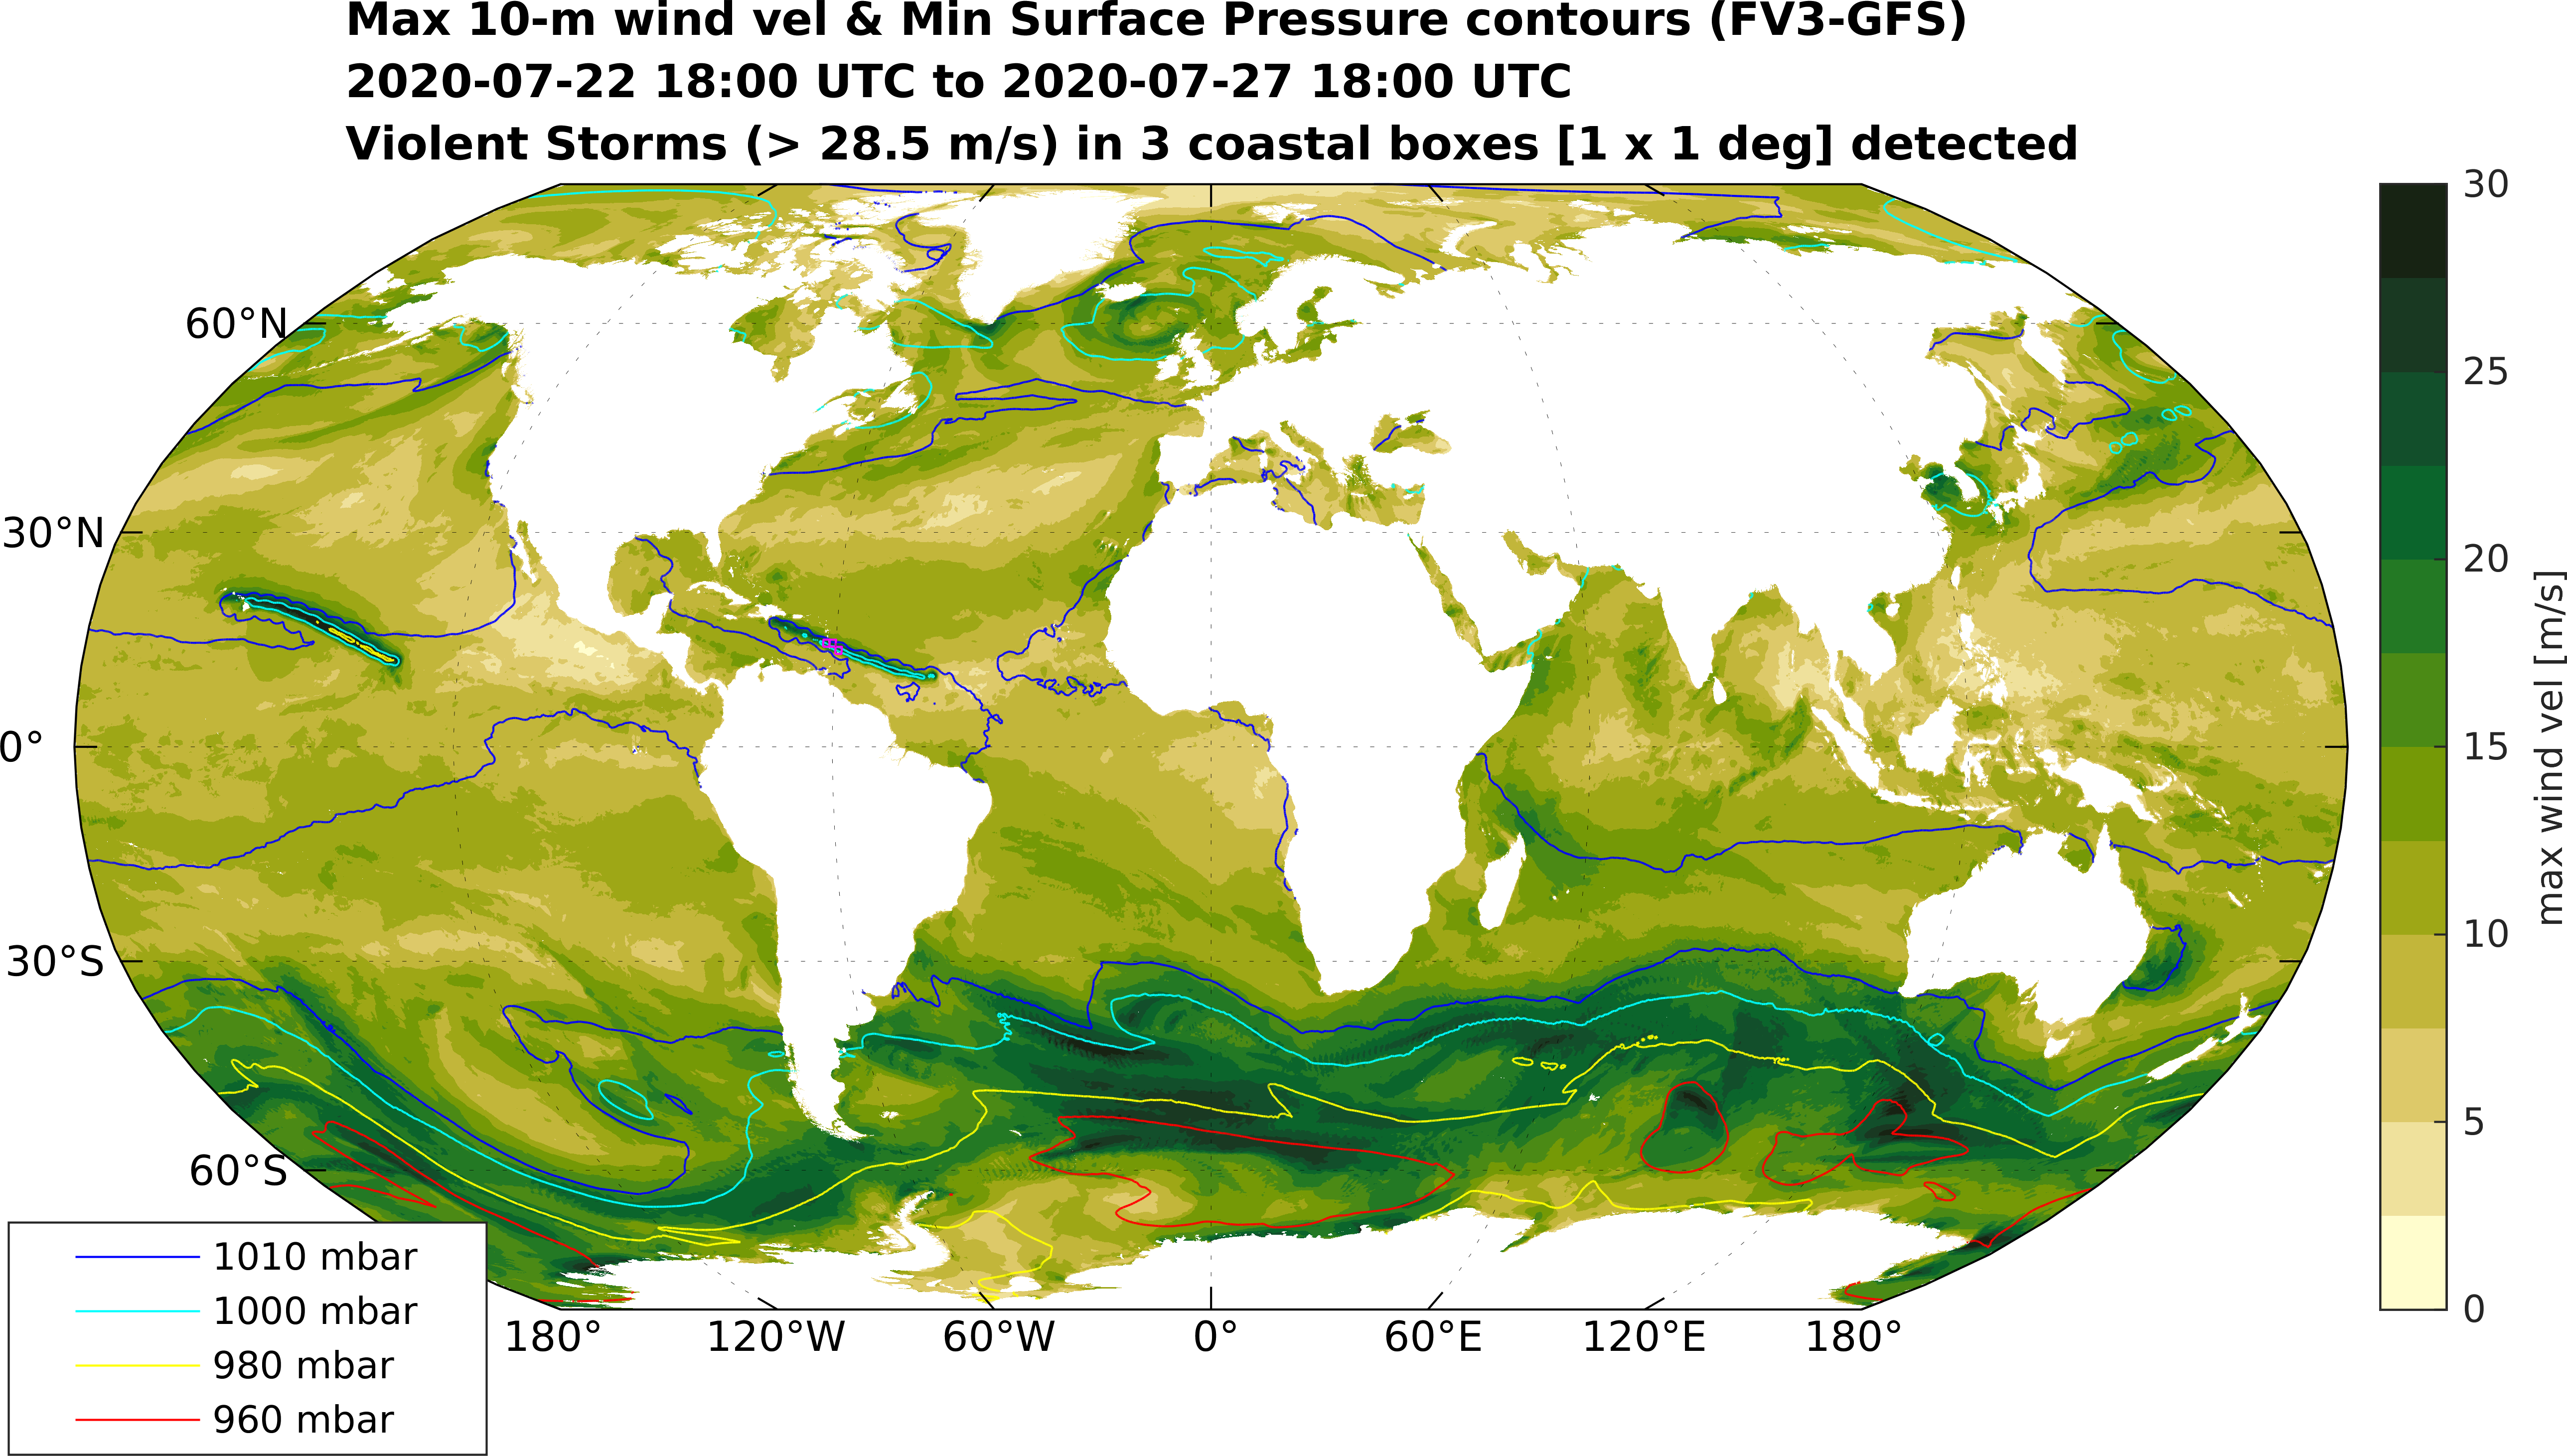 Max 10-m wind vel & Min Surface Pressure contours (FV3-GFS)
2020-07-22 18:00 UTC to 2020-07-27 18:00 UTC
Violent Storms (> 28.5 m/s) in 3 coastal boxes [1 x 1 deg] detected
60°N
30°N
0°
30°S
60°S
180°
120°W
60°W
0°
60°E
120°E
180°
1010 mbar
1000 mbar
980 mbar
960 mbar
30
25
20
15
10
5
0
max wind vel [m/s]